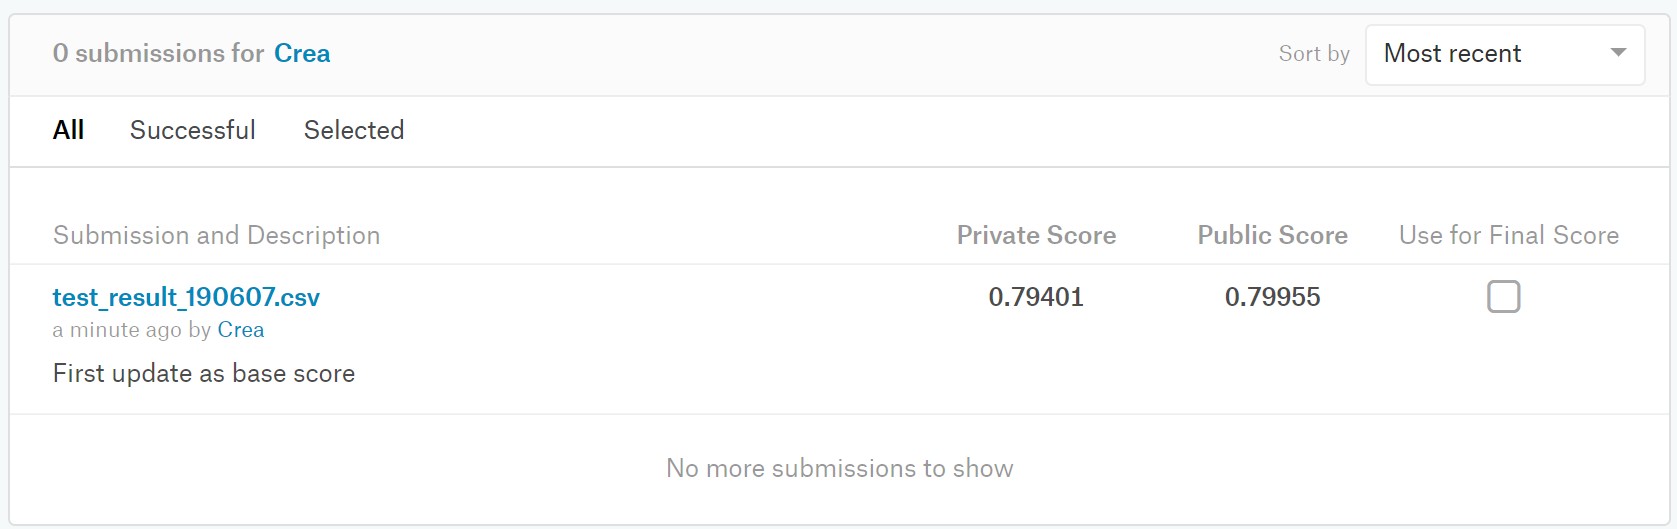 0 submissions for Crea
Sort by Most recent
All Successful Selected
Submission and Description Private Score Public Score Use for Final Score
test_result_190607.csv 0.79401 0.79955
a minute ago by Crea
First update as base score
No more submissions to show